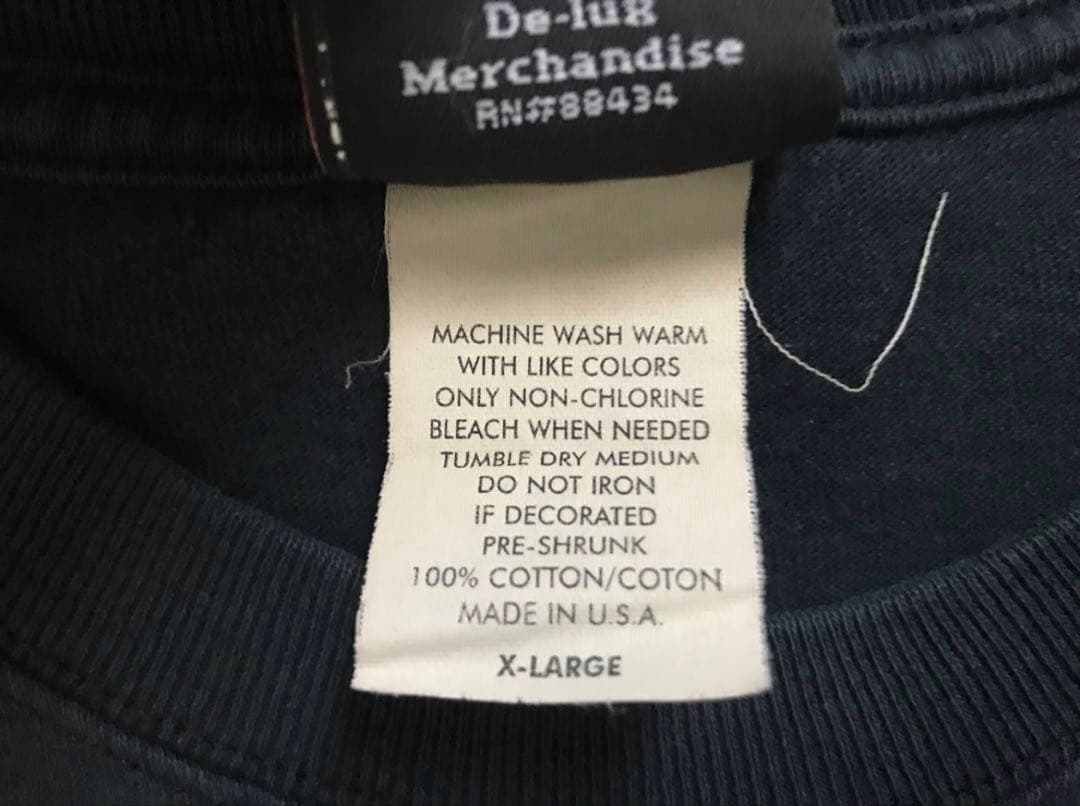 De-lux
Merchandise
RN#88434
MACHINE WASH WARM
WITH LIKE COLORS
ONLY NON-CHLORINE
BLEACH WHEN NEEDED
TUMBLE DRY MEDIUM
DO NOT IRON
IF DECORATED
PRE-SHRUNK
100% COTTON/COTON
MADE IN U.S.A.
X-LARGE